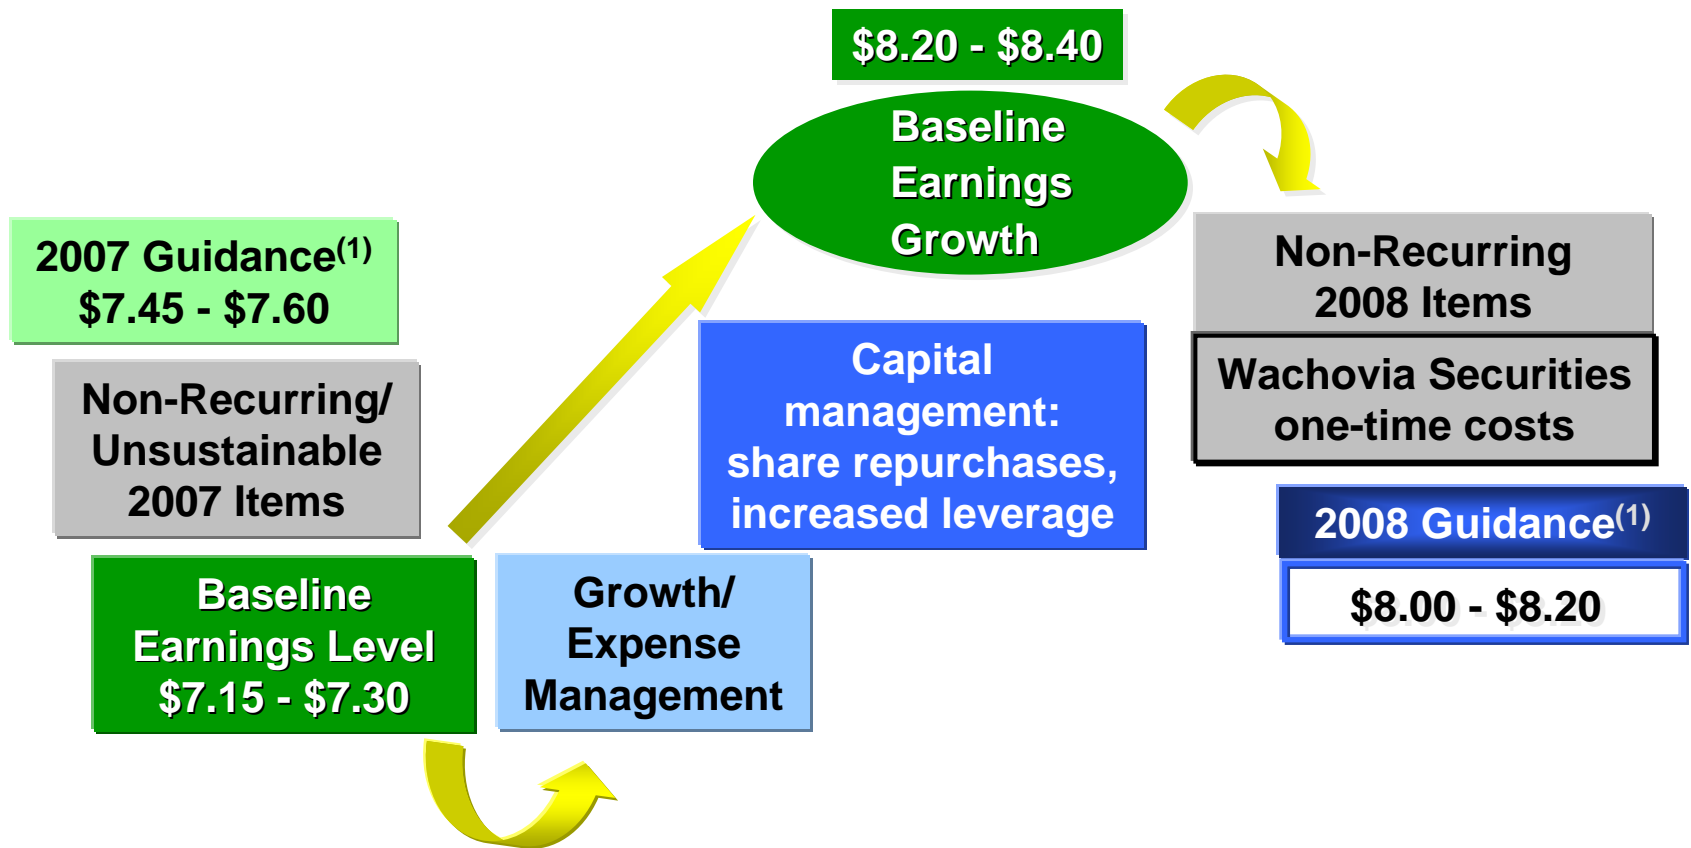 2007 Guidance(1)
$7.45 - $7.60
Non-Recurring/
Unsustainable
2007 Items
Baseline
Earnings Level
$7.15 - $7.30
Growth/
Expense
Management
Capital
management:
share repurchases,
increased leverage
$8.20 - $8.40
Baseline
Earnings
Growth
Non-Recurring
2008 Items
Wachovia Securities
one-time costs
2008 Guidance(1)
$8.00 - $8.20